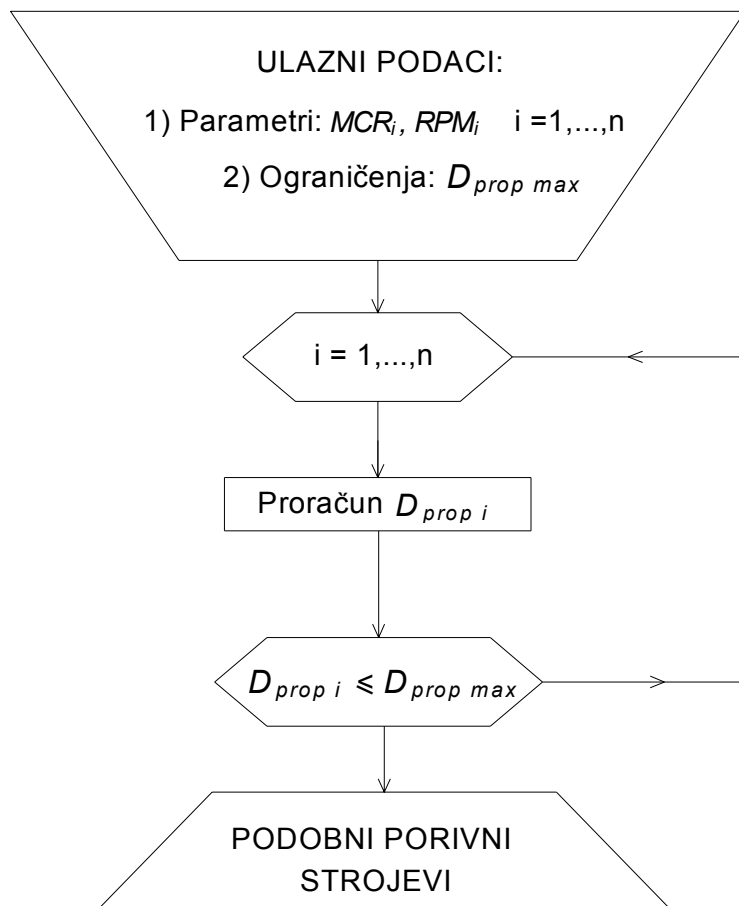 ULAZNI PODACI:
1) Parametri: MCRi, RPMi i =1,...,n
2) Ograničenja: Dprop max
i = 1,...,n
Proračun Dprop i
Dprop i ⩽ Dprop max
PODOBNI PORIVNI
STROJEVI